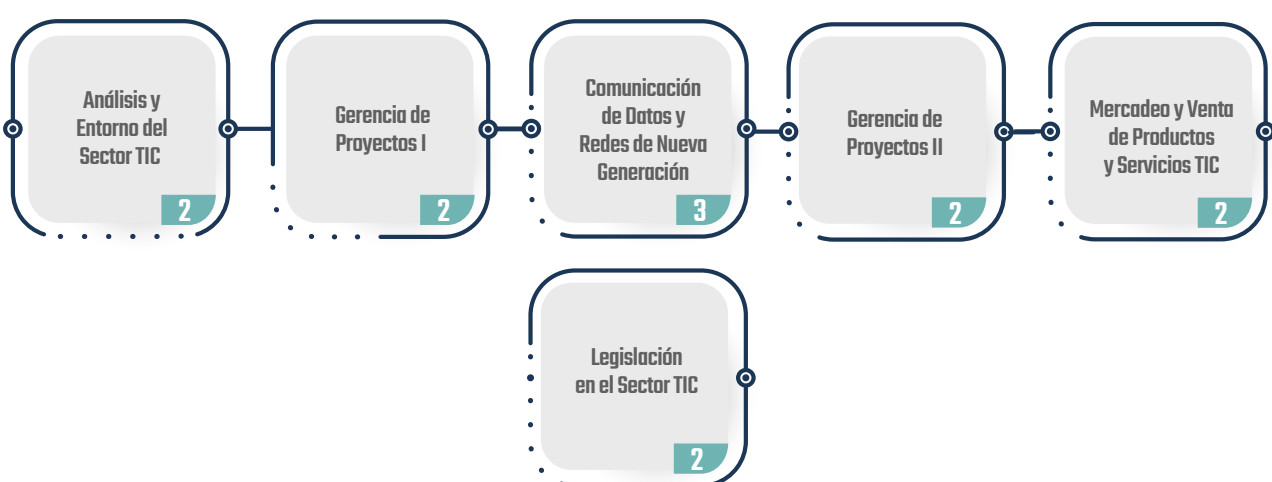 Análisis y
Entorno del
Sector TIC
2
Gerencia de
Proyectos I
2
Comunicación
de Datos y
Redes de Nueva
Generación
3
Gerencia de
Proyectos II
2
Mercadeo y Venta
de Productos
y Servicios TIC
2
Legislación
en el Sector TIC
2